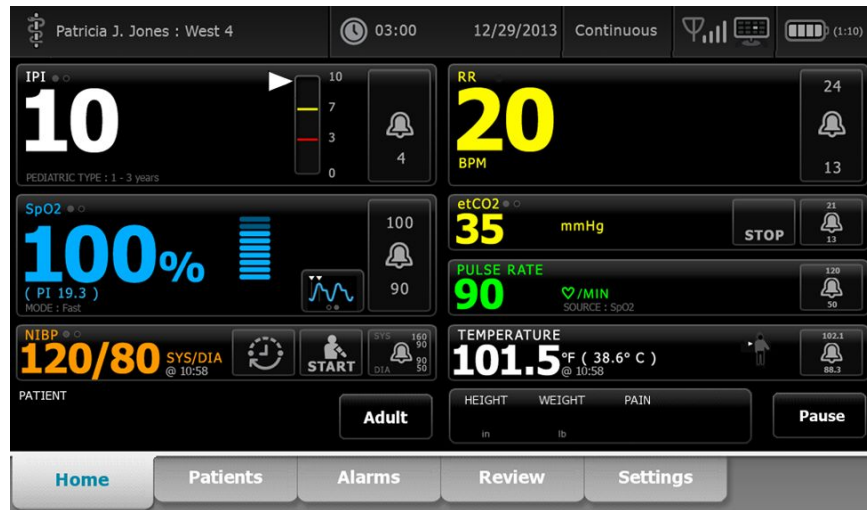 Patricia J. Jones : West 4
03:00
12/29/2013
Continuous
(1:10)
IPI
10
PEDIATRIC TYPE : 1 - 3 years
10
7
3
0
4
RR
20
BPM
24
13
SpO2
100%
( PI 19.3 )
MODE : Fast
100
90
etCO2
35
mmHg
STOP
21
13
PULSE RATE
90
/MIN
SOURCE : SpO2
120
50
NIBP
120/80
SYS/DIA
@ 10:58
START
SYS 160
90
90
DIA 50
TEMPERATURE
101.5
°F ( 38.6° C )
@ 10:58
102.1
88.3
PATIENT
Adult
HEIGHT WEIGHT PAIN
in lb
Pause
Home Patients Alarms Review Settings